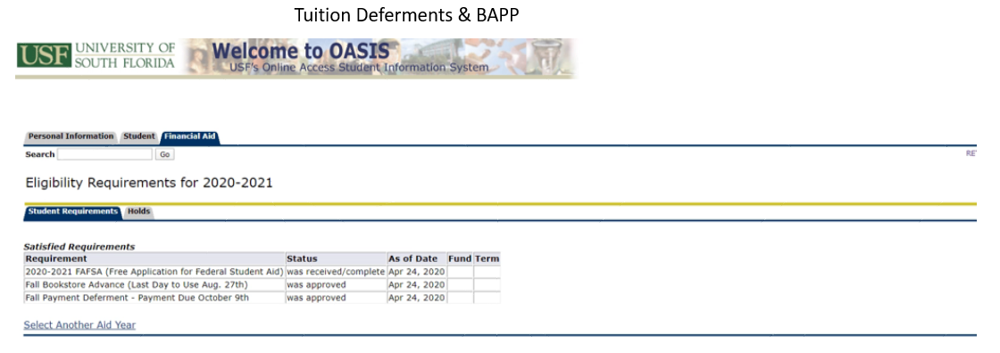 Tuition Deferments & BAPP
USF UNIVERSITY OF SOUTH FLORIDA
Welcome to OASIS
USF's Online Access Student Information System
Personal Information Student Financial Aid
Search Go
RET
Eligibility Requirements for 2020-2021
Student Requirements Holds
Satisfied Requirements
Requirement Status As of Date Fund Term
2020-2021 FAFSA (Free Application for Federal Student Aid) was received/complete Apr 24, 2020
Fall Bookstore Advance (Last Day to Use Aug. 27th) was approved Apr 24, 2020
Fall Payment Deferment - Payment Due October 9th was approved Apr 24, 2020
Select Another Aid Year